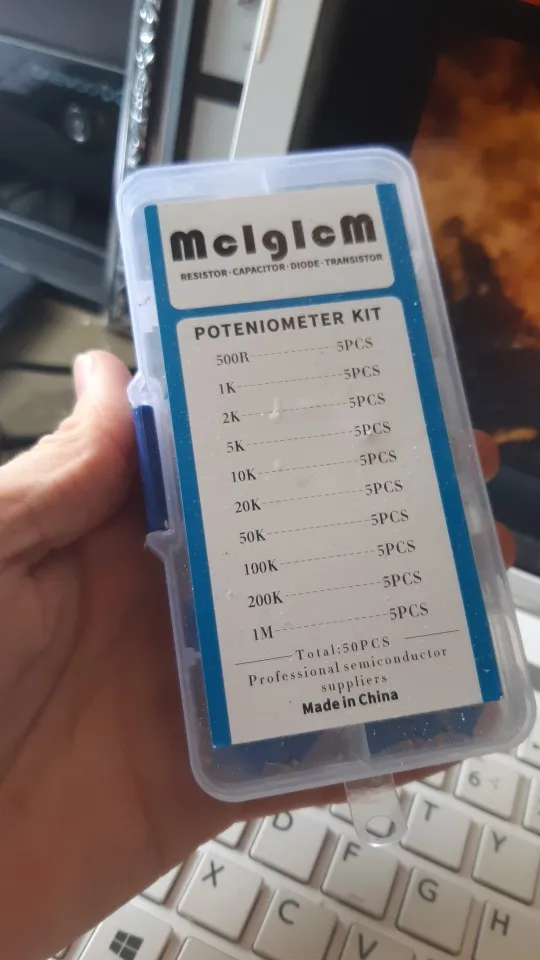 McIgIcM
RESISTOR·CAPACITOR·DIODE·TRANSISTOR
POTENIOMETER KIT
500R 5PCS
1K 5PCS
2K 5PCS
5K 5PCS
10K 5PCS
20K 5PCS
50K 5PCS
100K 5PCS
200K 5PCS
1M 5PCS
Total:50PCS
Professional semiconductor
suppliers
Made in China
6
T
Y
D
F
G
H
X
C
V